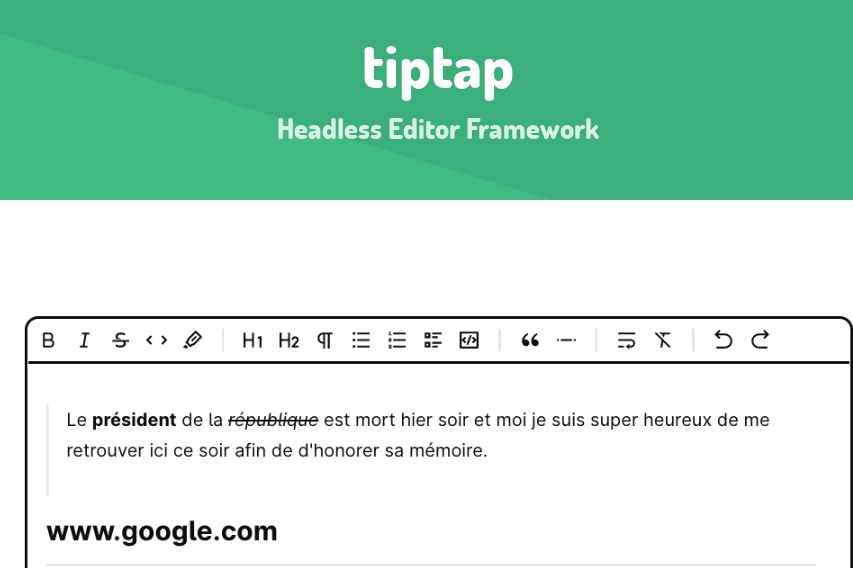 tiptap
Headless Editor Framework
B I S H1 H2
Le président de la république est mort hier soir et moi je suis super heureux de me
retrouver ici ce soir afin de d'honorer sa mémoire.
www.google.com